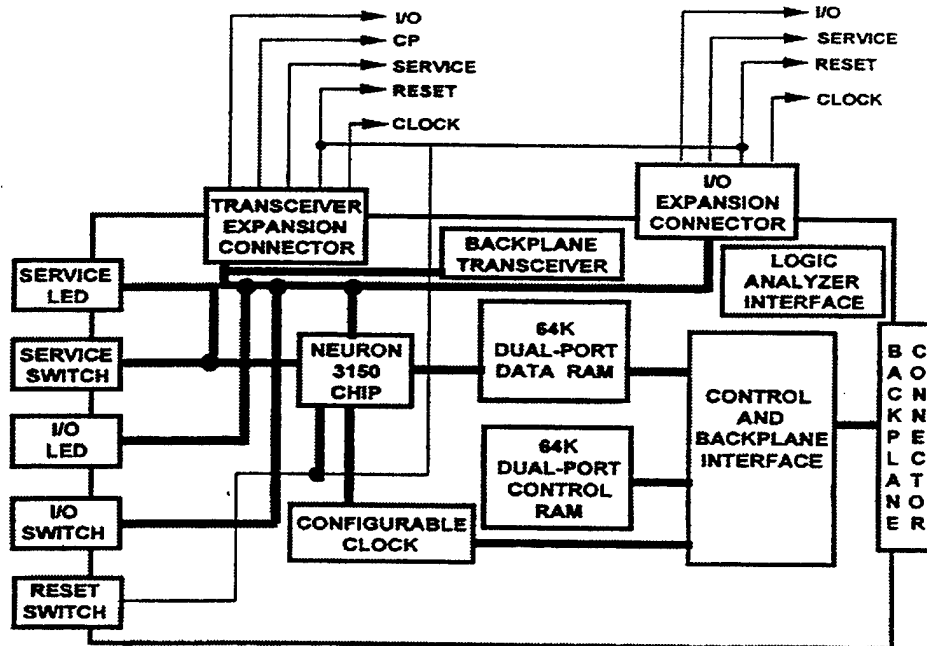 I/O
CP
SERVICE
RESET
CLOCK
I/O
SERVICE
RESET
CLOCK
TRANSCEIVER
EXPANSION
CONNECTOR
I/O
EXPANSION
CONNECTOR
BACKPLANE
TRANSCEIVER
LOGIC
ANALYZER
INTERFACE
SERVICE
LED
SERVICE
SWITCH
I/O
LED
I/O
SWITCH
RESET
SWITCH
NEURON
3150
CHIP
64K
DUAL-PORT
DATA RAM
64K
DUAL-PORT
CONTROL
RAM
CONFIGURABLE
CLOCK
CONTROL
AND
BACKPLANE
INTERFACE
BACKPLANE
CONNECTOR